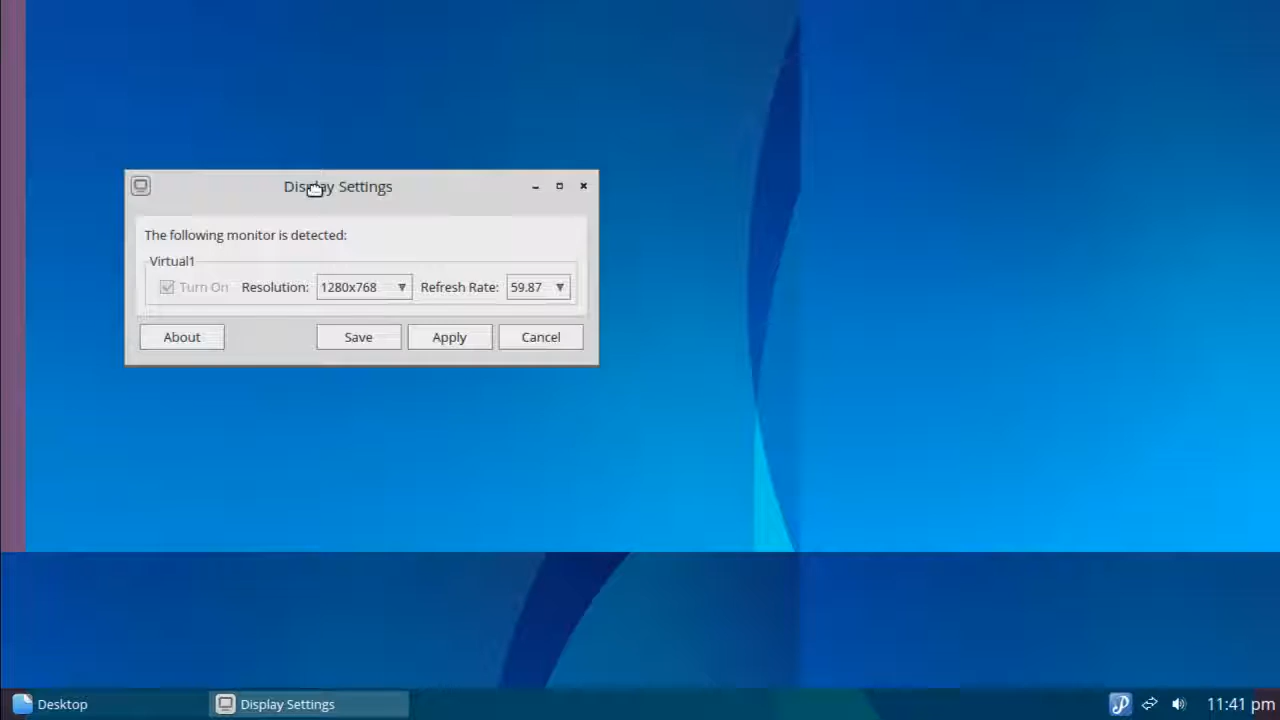 Display Settings
The following monitor is detected:
Virtual1
Turn On Resolution: 1280x768 Refresh Rate: 59.87
About Save Apply Cancel
Desktop Display Settings 11:41 pm